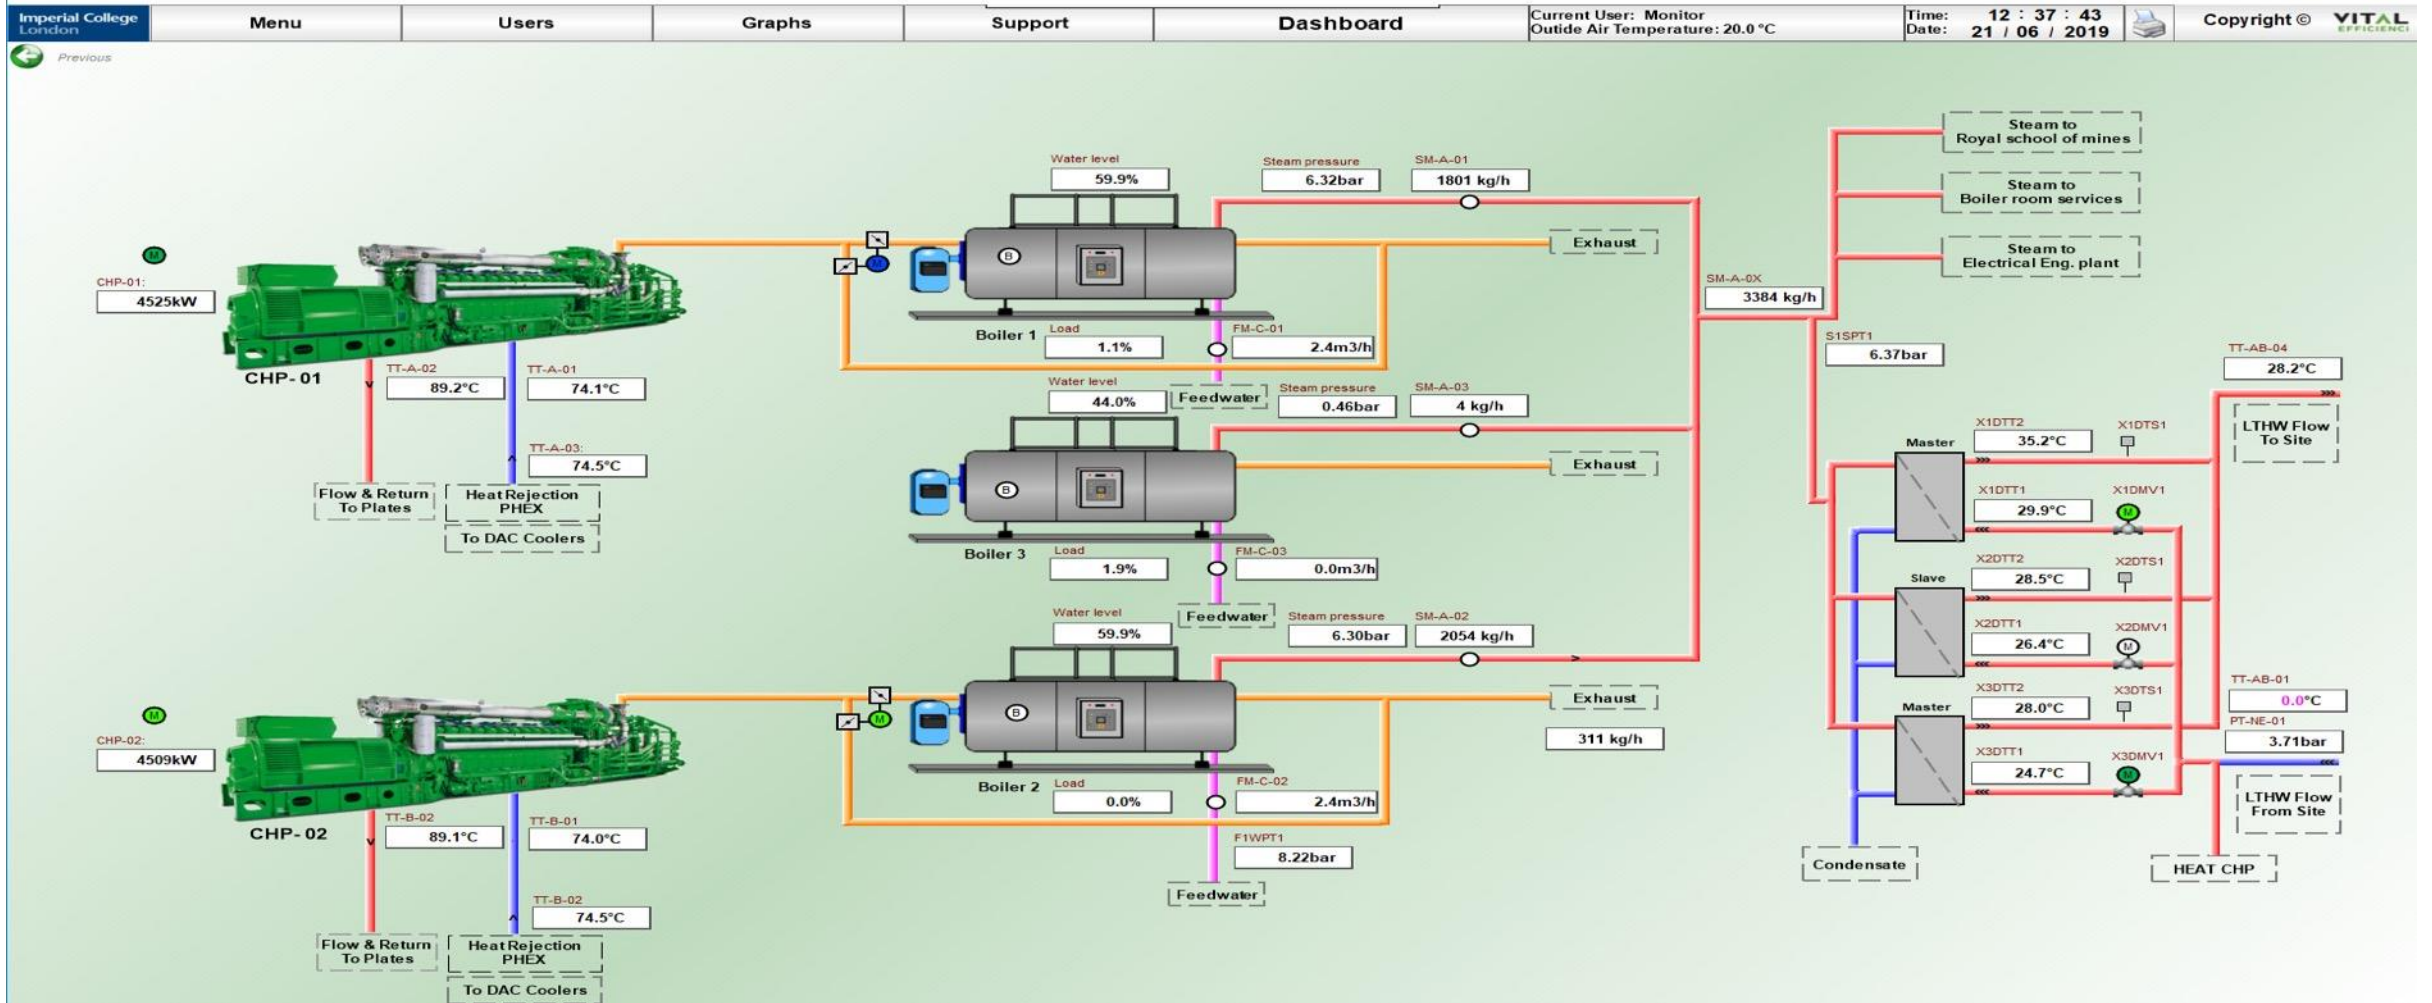 Imperial College
London
Menu
Users
Graphs
Support
Dashboard
Current User: Monitor
Outide Air Temperature: 20.0 °C
Time: 12 : 37 : 43
Date: 21 / 06 / 2019
Copyright ©
VITAL
EFFICIENCI
Previous
CHP-01:
4525kW
CHP-01
TT-A-02
89.2°C
TT-A-01
74.1°C
TT-A-03:
74.5°C
Flow & Return
To Plates
Heat Rejection
PHEX
To DAC Coolers
M
CHP-02:
4509kW
CHP-02
TT-B-02
89.1°C
TT-B-01
74.0°C
TT-B-02
74.5°C
Flow & Return
To Plates
Heat Rejection
PHEX
To DAC Coolers
M
Water level
59.9%
Steam pressure
6.32bar
SM-A-01
1801 kg/h
M
B
Exhaust
Boiler 1
Load
1.1%
FM-C-01
2.4m3/h
Feedwater
Water level
44.0%
Steam pressure
0.46bar
SM-A-03
4 kg/h
B
Exhaust
Boiler 3
Load
1.9%
FM-C-03
0.0m3/h
Feedwater
Water level
59.9%
Steam pressure
6.30bar
SM-A-02
2054 kg/h
M
B
Exhaust
311 kg/h
Boiler 2
Load
0.0%
FM-C-02
2.4m3/h
F1WPT1
8.22bar
Feedwater
SM-A-0X
3384 kg/h
Steam to
Royal school of mines
Steam to
Boiler room services
Steam to
Electrical Eng. plant
S1SPT1
6.37bar
TT-AB-04
28.2°C
LTHW Flow
To Site
Master
X1DTT2
35.2°C
X1DTS1
X1DTT1
29.9°C
X1DMV1
M
Slave
X2DTT2
28.5°C
X2DTS1
X2DTT1
26.4°C
X2DMV1
M
Master
X3DTT2
28.0°C
X3DTS1
X3DTT1
24.7°C
X3DMV1
M
TT-AB-01
0.0°C
PT-NE-01
3.71bar
LTHW Flow
From Site
Condensate
HEAT CHP